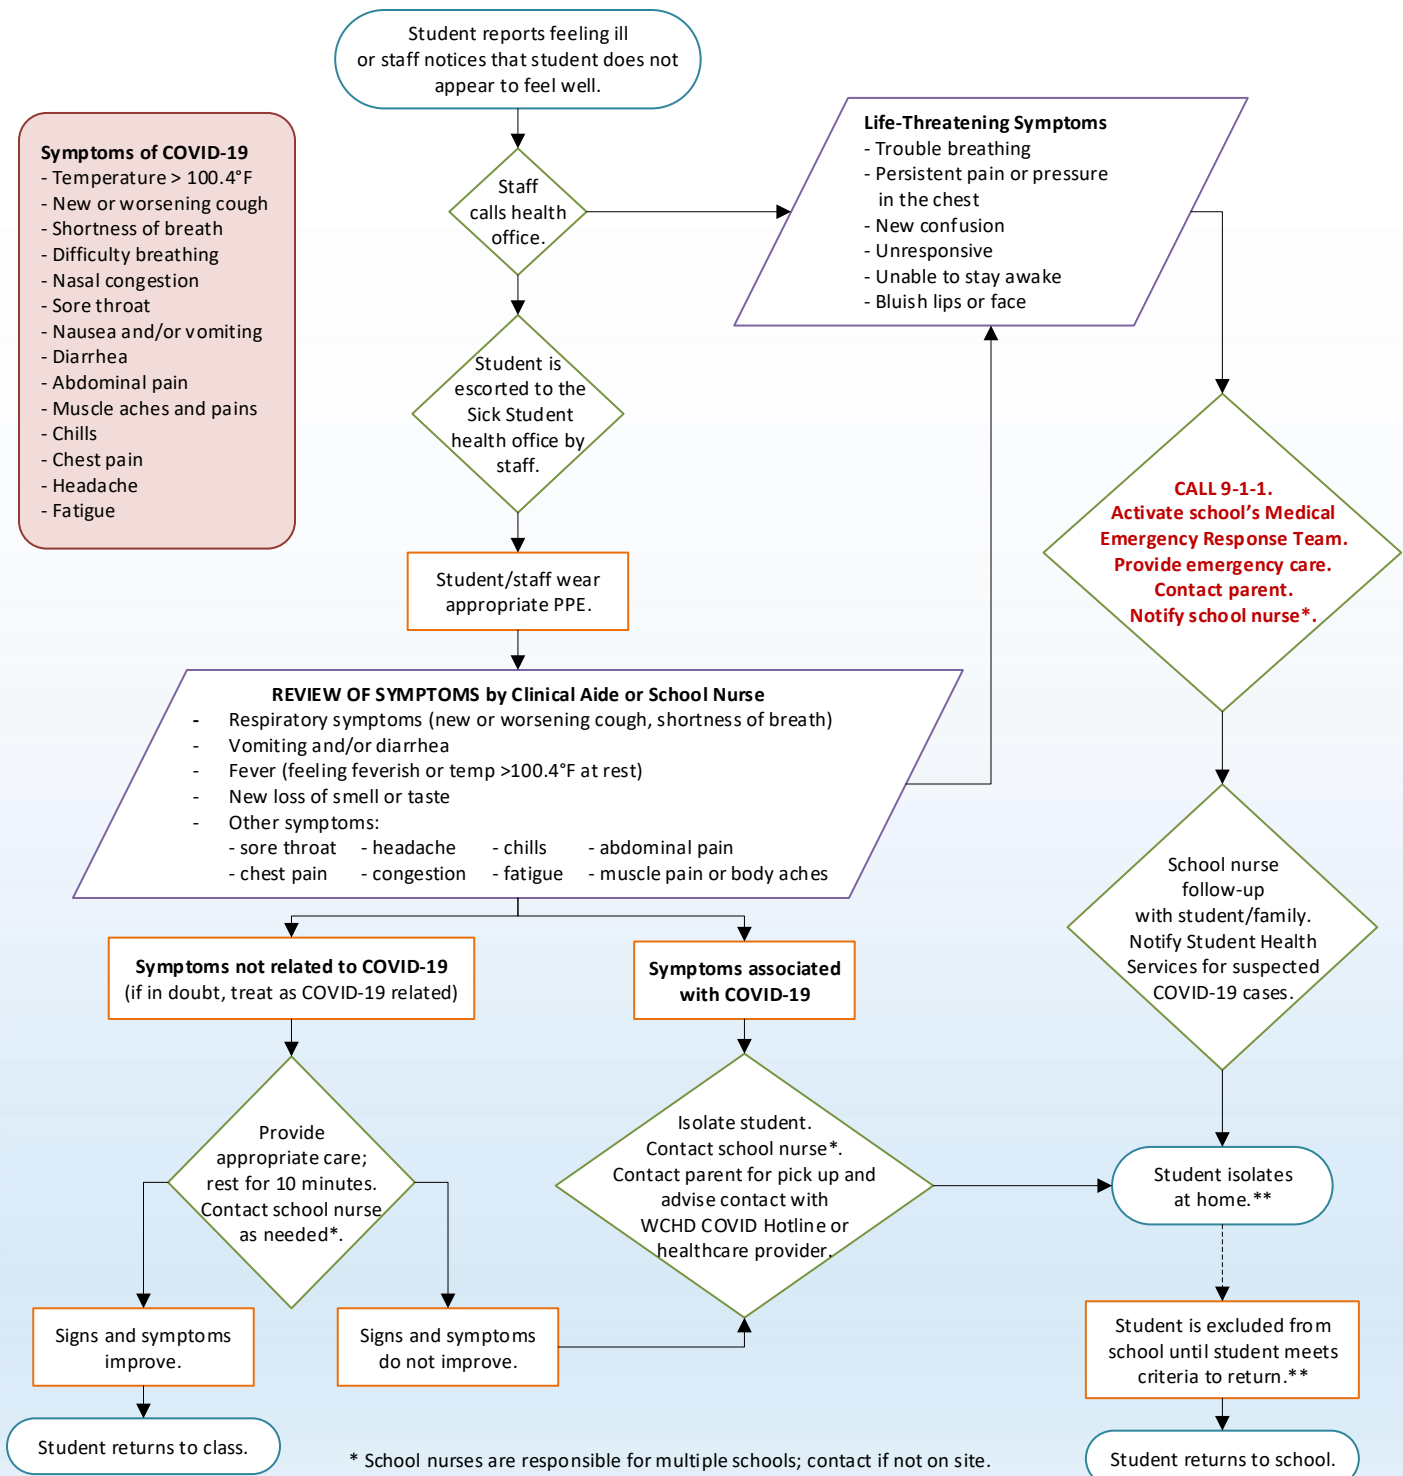 Student reports feeling ill
or staff notices that student does not
appear to feel well.
Symptoms of COVID-19
- Temperature > 100.4°F
- New or worsening cough
- Shortness of breath
- Difficulty breathing
- Nasal congestion
- Sore throat
- Nausea and/or vomiting
- Diarrhea
- Abdominal pain
- Muscle aches and pains
- Chills
- Chest pain
- Headache
- Fatigue
Staff
calls health
office.
Life-Threatening Symptoms
- Trouble breathing
- Persistent pain or pressure
in the chest
- New confusion
- Unresponsive
- Unable to stay awake
- Bluish lips or face
Student is
escorted to the
Sick Student
health office by
staff.
CALL 9-1-1.
Activate school's Medical
Emergency Response Team.
Provide emergency care.
Contact parent.
Notify school nurse*.
Student/staff wear
appropriate PPE.
REVIEW OF SYMPTOMS by Clinical Aide or School Nurse
- Respiratory symptoms (new or worsening cough, shortness of breath)
- Vomiting and/or diarrhea
- Fever (feeling feverish or temp >100.4°F at rest)
- New loss of smell or taste
- Other symptoms:
- sore throat - headache - chills - abdominal pain
- chest pain - congestion - fatigue - muscle pain or body aches
School nurse
follow-up
with student/family.
Notify Student Health
Services for suspected
COVID-19 cases.
Symptoms not related to COVID-19
(if in doubt, treat as COVID-19 related)
Symptoms associated
with COVID-19
Provide
appropriate care;
rest for 10 minutes.
Contact school nurse
as needed*.
Isolate student.
Contact school nurse*.
Contact parent for pick up and
advise contact with
WCHD COVID Hotline or
healthcare provider.
Student isolates
at home.**
Signs and symptoms
improve.
Signs and symptoms
do not improve.
Student is excluded from
school until student meets
criteria to return.**
Student returns to class.
* School nurses are responsible for multiple schools; contact if not on site.
Student returns to school.